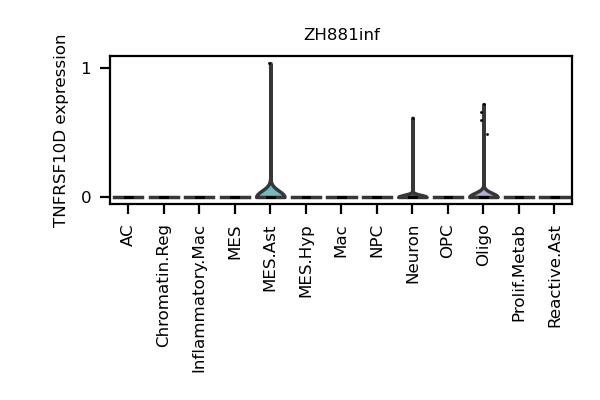 ZH881inf
TNFRSF10D expression
1
0
AC
Chromatin.Reg
Inflammatory.Mac
MES
MES.Ast
MES.Hyp
Mac
NPC
Neuron
OPC
Oligo
Prolif.Metab
Reactive.Ast